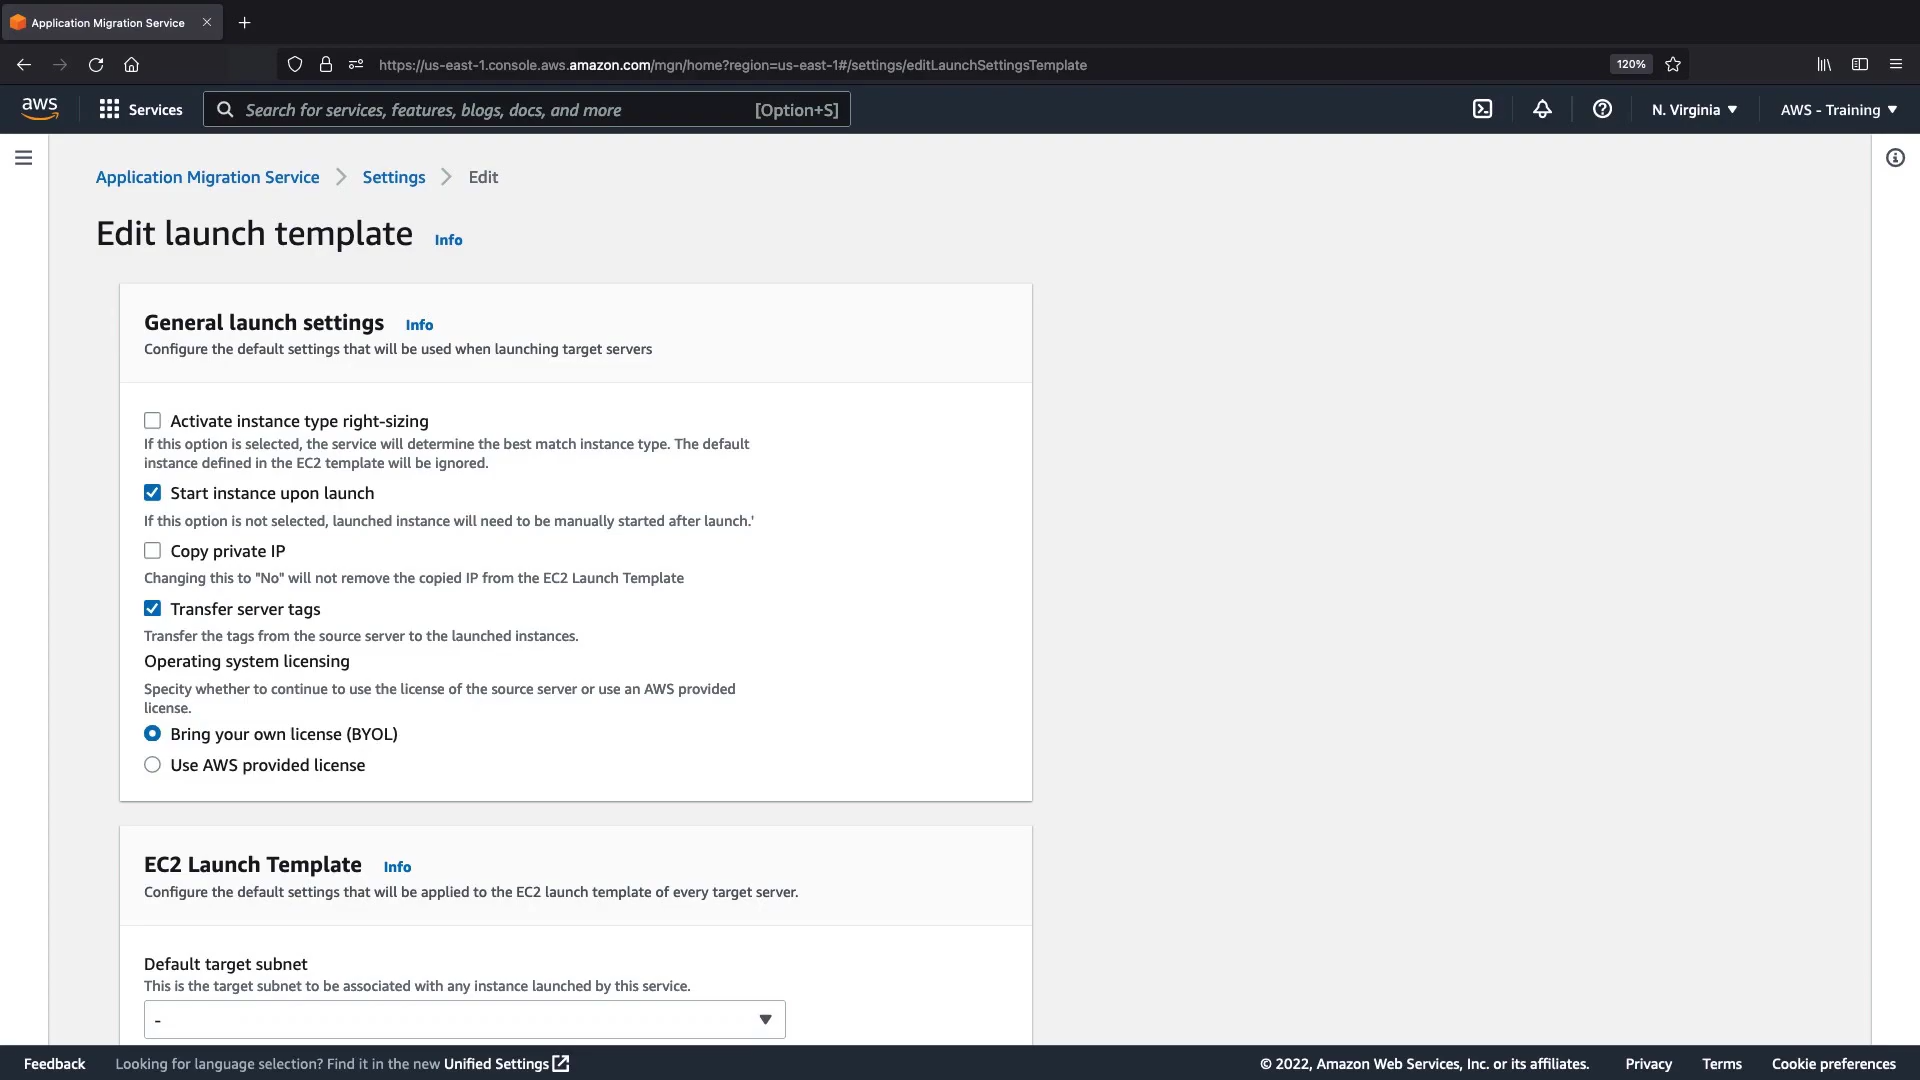 Application Migration Service
https://us-east-1.console.aws.amazon.com/mgn/home?region=us-east-1#/settings/editLaunchSettingsTemplate
120%
aws
Services
Search for services, features, blogs, docs, and more
[Option+S]
N. Virginia
AWS - Training
Application Migration Service
Settings
Edit
Edit launch template
Info
General launch settings
Info
Configure the default settings that will be used when launching target servers
Activate instance type right-sizing
If this option is selected, the service will determine the best match instance type. The default
instance defined in the EC2 template will be ignored.
Start instance upon launch
If this option is not selected, launched instance will need to be manually started after launch.'
Copy private IP
Changing this to "No" will not remove the copied IP from the EC2 Launch Template
Transfer server tags
Transfer the tags from the source server to the launched instances.
Operating system licensing
Specity whether to continue to use the license of the source server or use an AWS provided
license.
Bring your own license (BYOL)
Use AWS provided license
EC2 Launch Template
Info
Configure the default settings that will be applied to the EC2 launch template of every target server.
Default target subnet
This is the target subnet to be associated with any instance launched by this service.
-
Feedback
Looking for language selection? Find it in the new Unified Settings
© 2022, Amazon Web Services, Inc. or its affiliates.
Privacy
Terms
Cookie preferences